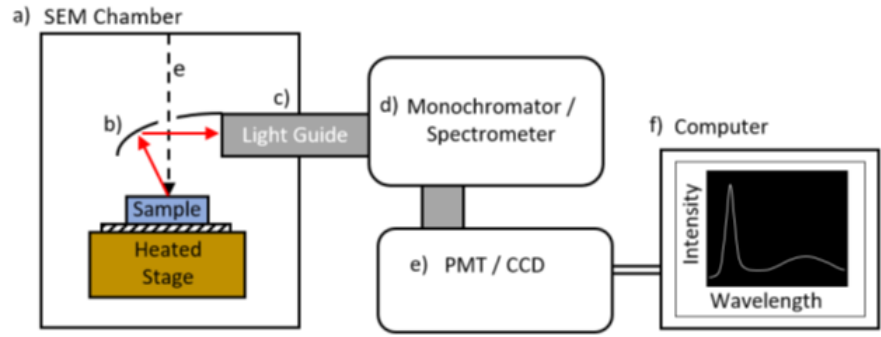 a) SEM Chamber
e
b)
c)
Light Guide
Sample
Heated
Stage
d) Monochromator /
Spectrometer
e) PMT / CCD
f) Computer
Intensity
Wavelength